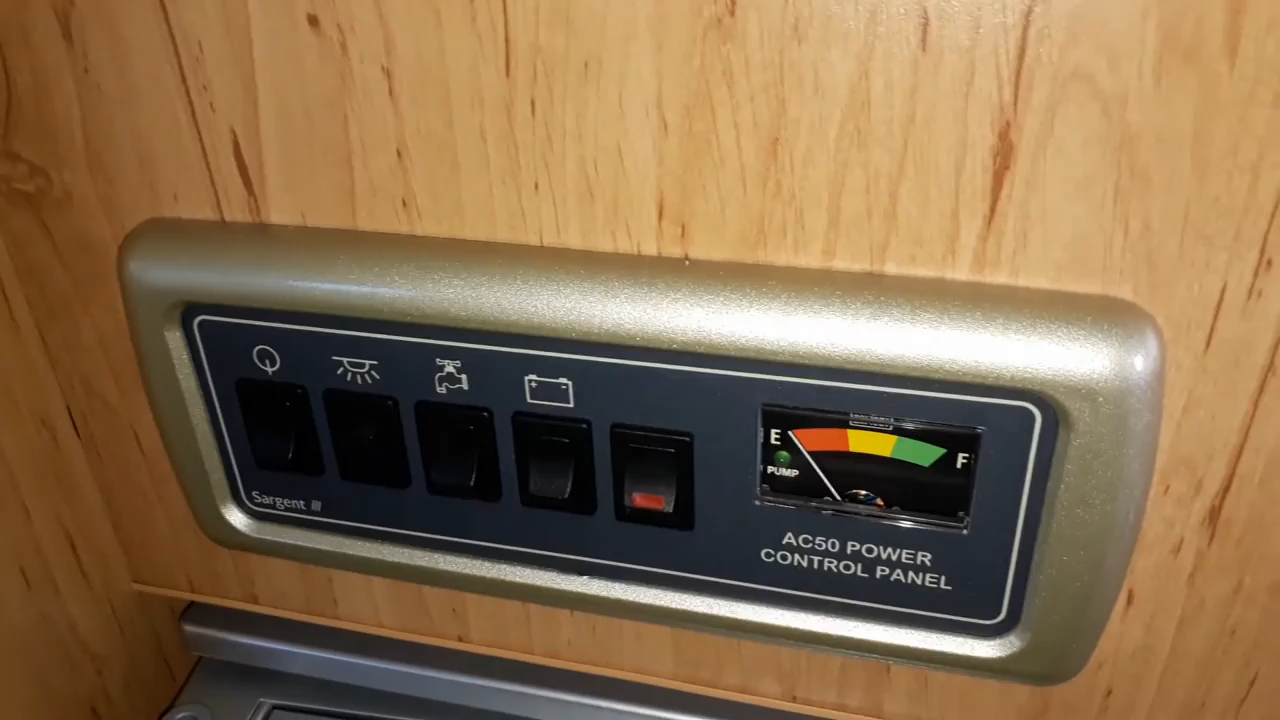 Sargent
E
F
PUMP
AC50 POWER
CONTROL PANEL